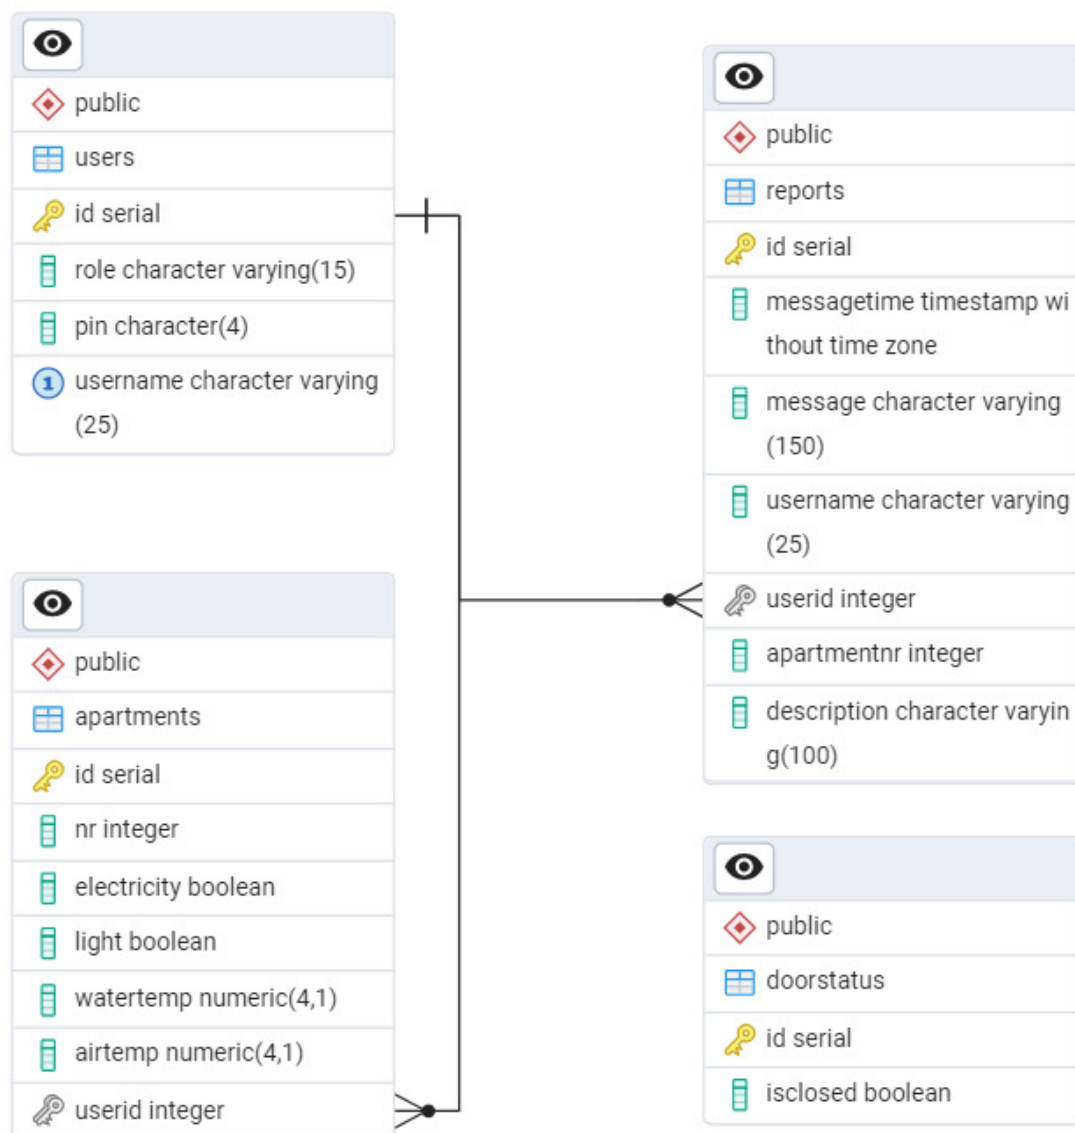 public
users
id serial
role character varying(15)
pin character(4)
username character varying
(25)
public
apartments
id serial
nr integer
electricity boolean
light boolean
watertemp numeric(4,1)
airtemp numeric(4,1)
userid integer
public
reports
id serial
messagetime timestamp wi
thout time zone
message character varying
(150)
username character varying
(25)
userid integer
apartmentnr integer
description character varyin
g(100)
public
doorstatus
id serial
isclosed boolean